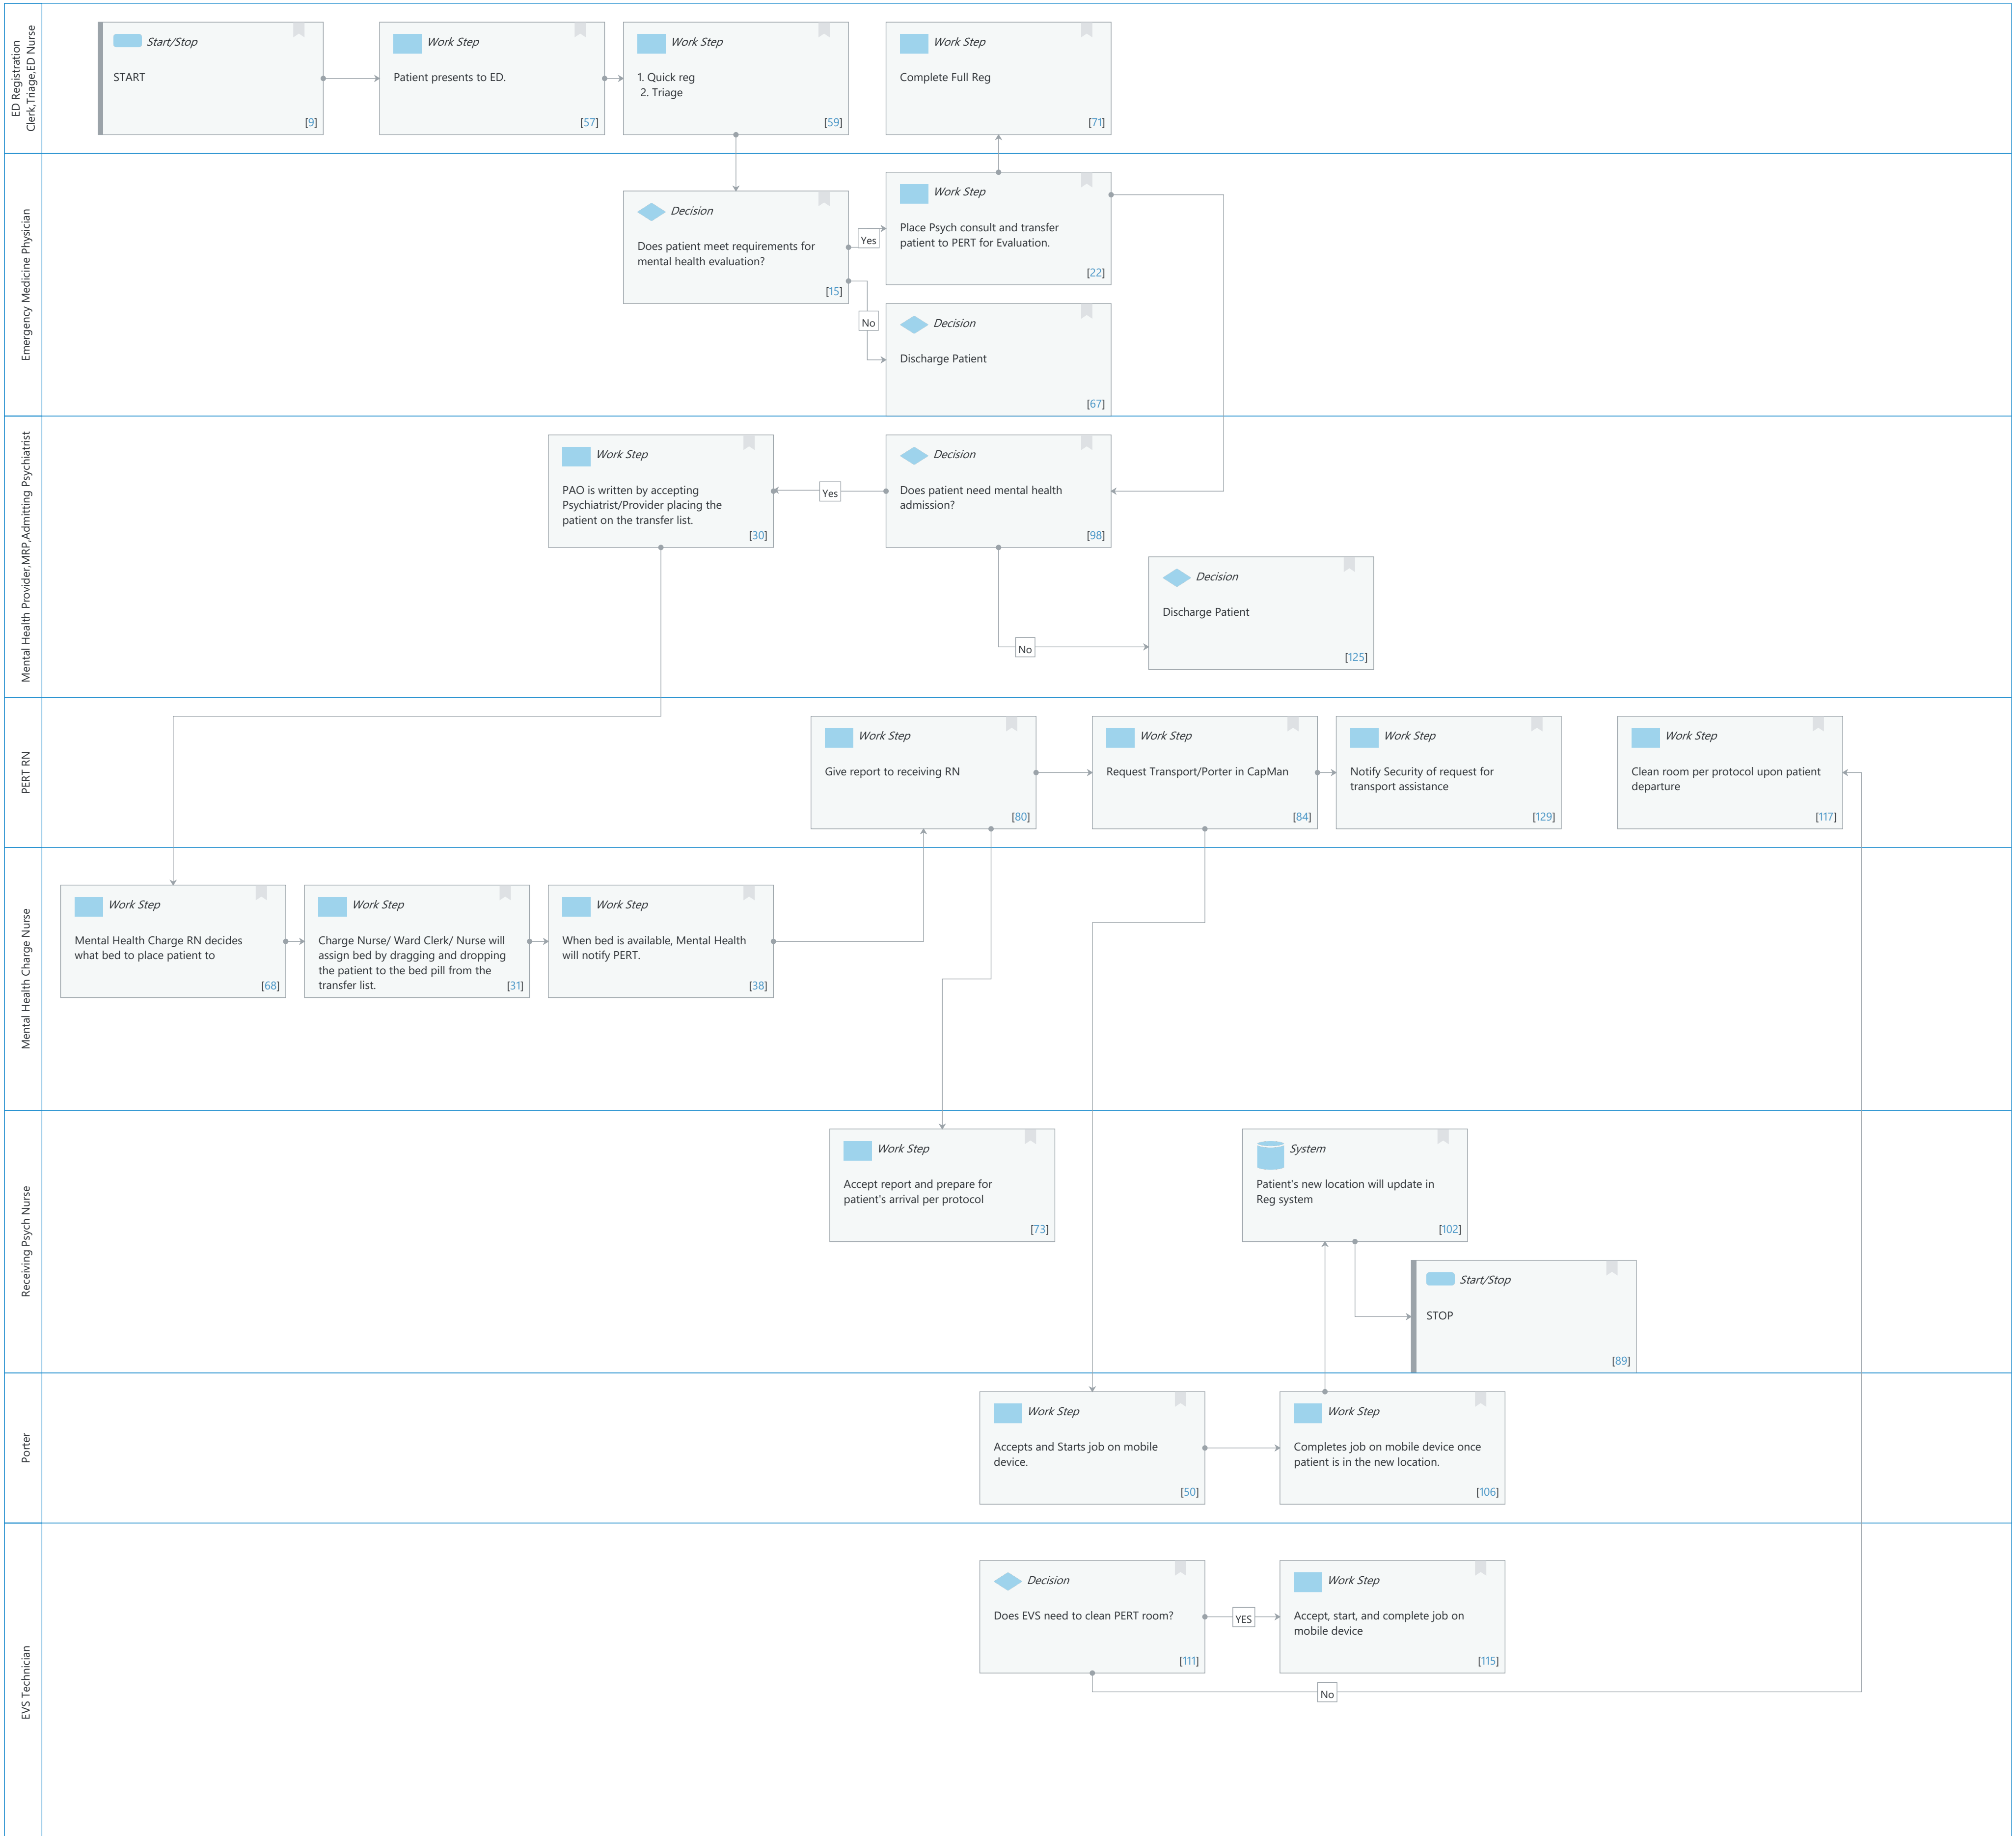 ED Registration
Clerk,Triage,ED Nurse
Start/Stop
START
[9]
Work Step
Patient presents to ED.
[57]
Work Step
1. Quick reg
2. Triage
[59]
Work Step
Complete Full Reg
[71]
Emergency Medicine Physician
Decision
Does patient meet requirements for
mental health evaluation?
[15]
Yes
No
Work Step
Place Psych consult and transfer
patient to PERT for Evaluation.
[22]
Decision
Discharge Patient
[67]
Mental Health Provider,MRP,Admitting Psychiatrist
Work Step
PAO is written by accepting
Psychiatrist/Provider placing the
patient on the transfer list.
[30]
Yes
Decision
Does patient need mental health
admission?
[98]
No
Decision
Discharge Patient
[125]
PERT RN
Work Step
Give report to receiving RN
[80]
Work Step
Request Transport/Porter in CapMan
[84]
Work Step
Notify Security of request for
transport assistance
[129]
Work Step
Clean room per protocol upon patient
departure
[117]
Mental Health Charge Nurse
Work Step
Mental Health Charge RN decides
what bed to place patient to
[68]
Work Step
Charge Nurse/ Ward Clerk/ Nurse will
assign bed by dragging and dropping
the patient to the bed pill from the
transfer list.
[31]
Work Step
When bed is available, Mental Health
will notify PERT.
[38]
Receiving Psych Nurse
Work Step
Accept report and prepare for
patient's arrival per protocol
[73]
System
Patient's new location will update in
Reg system
[102]
Start/Stop
STOP
[89]
Porter
Work Step
Accepts and Starts job on mobile
device.
[50]
Work Step
Completes job on mobile device once
patient is in the new location.
[106]
EVS Technician
Decision
Does EVS need to clean PERT room?
[111]
YES
Work Step
Accept, start, and complete job on
mobile device
[115]
No